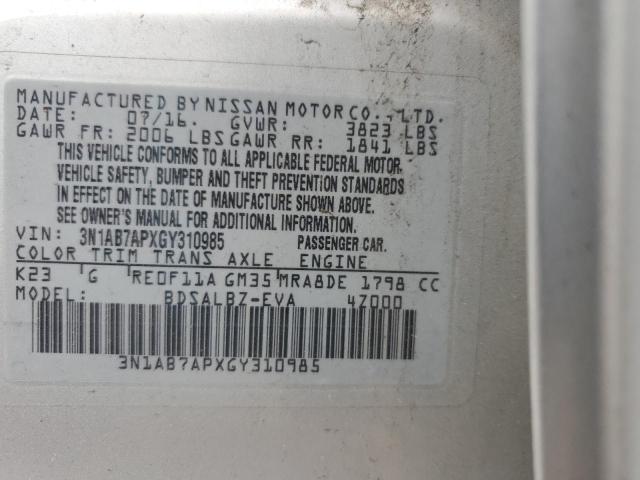 MANUFACTURED BY NISSAN MOTOR CO., LTD.
DATE: 07/16. GVWR: 3823 LBS
GAWR FR: 2006 LBS GAWR RR: 1841 LBS
THIS VEHICLE CONFORMS TO ALL APPLICABLE FEDERAL MOTOR
VEHICLE SAFETY, BUMPER AND THEFT PREVENTION STANDARDS
IN EFFECT ON THE DATE OF MANUFACTURE SHOWN ABOVE.
SEE OWNER'S MANUAL FOR ADDITIONAL INFORMATION.
VIN: 3N1AB7APXGY310985 PASSENGER CAR.
COLOR TRIM TRANS AXLE ENGINE
K23 G RE0F11A GM35 MRA8DE 1798 CC
MODEL: BDSALBZ-EVA 4Z000
3N1AB7APXGY310985